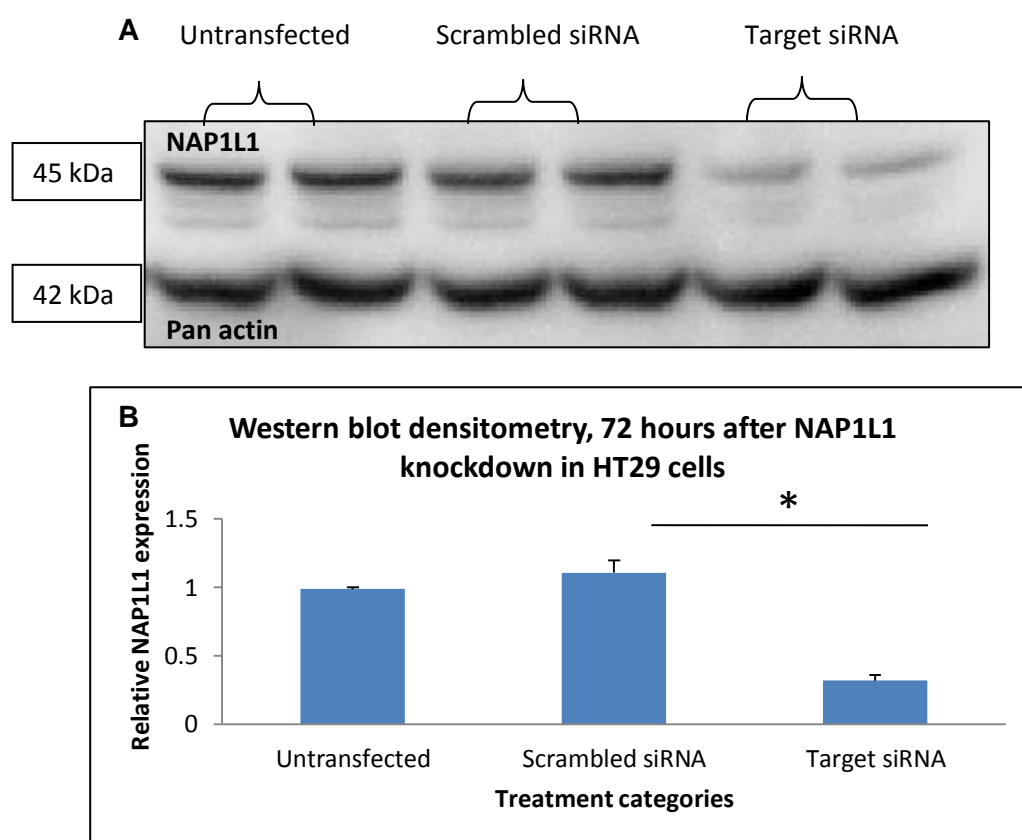 A
Untransfected
Scrambled siRNA
Target siRNA
NAP1L1
45 kDa
42 kDa
Pan actin
B
Western blot densitometry, 72 hours after NAP1L1
knockdown in HT29 cells
*
Relative NAP1L1 expression
1.5
1
0.5
0
Untransfected
Scrambled siRNA
Target siRNA
Treatment categories